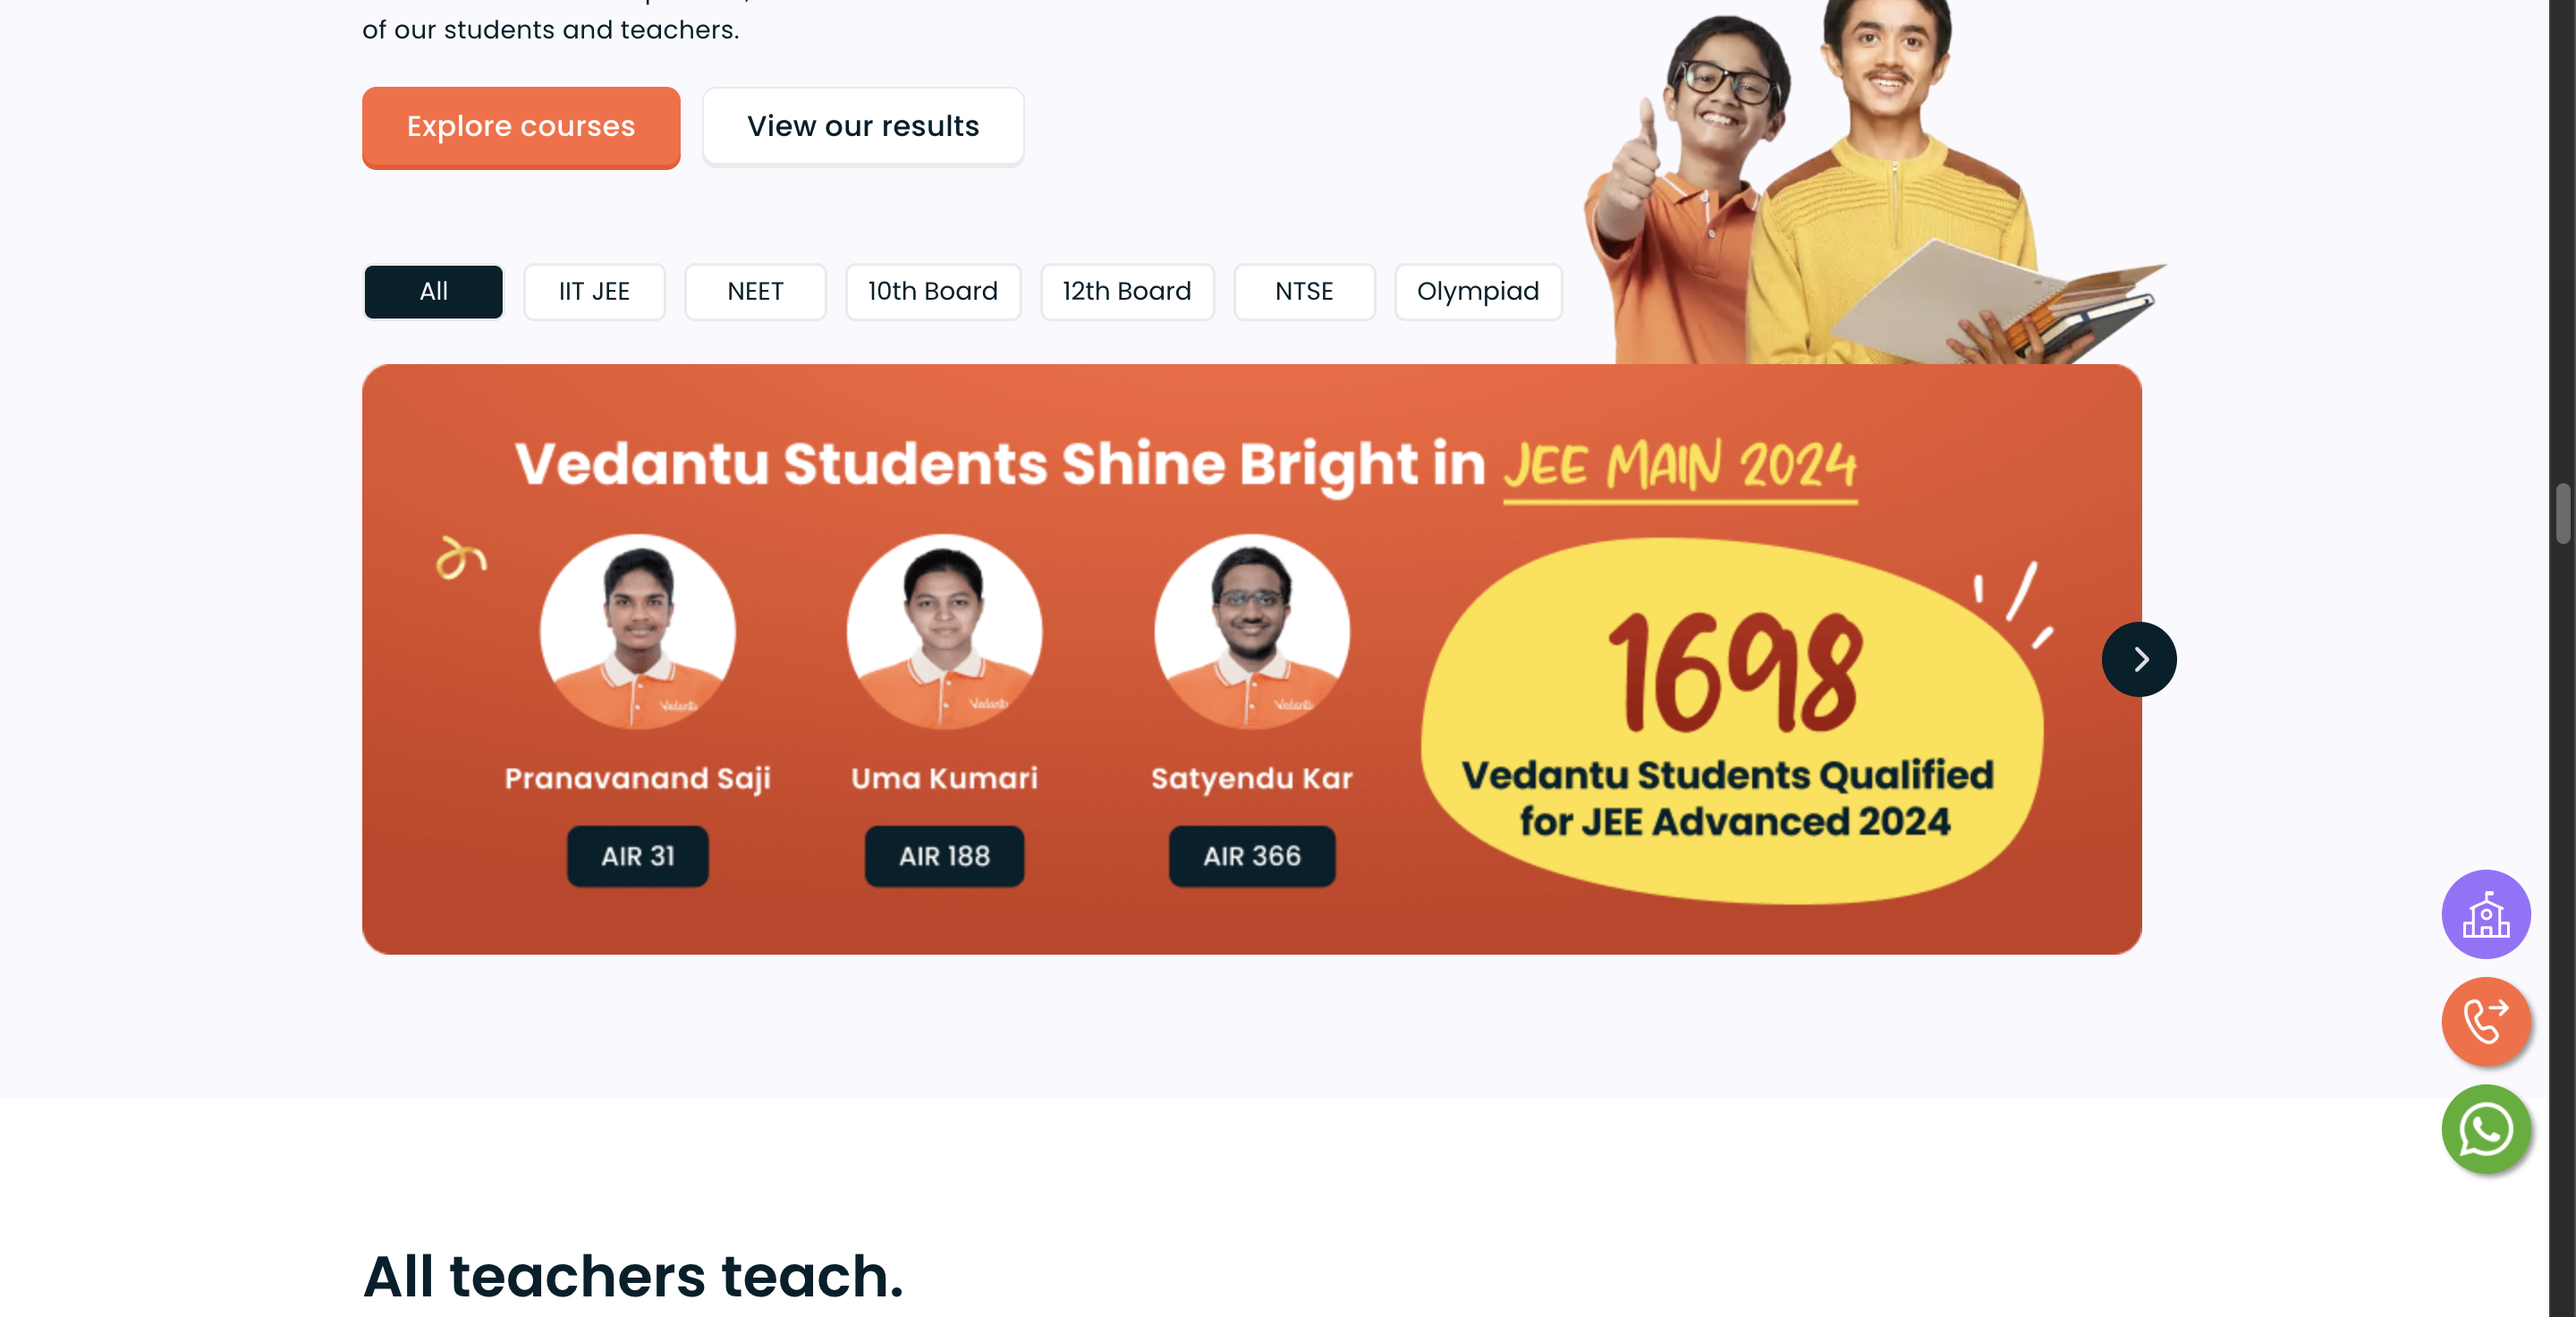 of our students and teachers.
Explore courses
View our results
All
IIT JEE
NEET
10th Board
12th Board
NTSE
Olympiad
Vedantu Students Shine Bright in JEE MAIN 2024
Pranavanand Saji
AIR 31
Uma Kumari
AIR 188
Satyendu Kar
AIR 366
1698
Vedantu Students Qualified
for JEE Advanced 2024
All teachers teach.